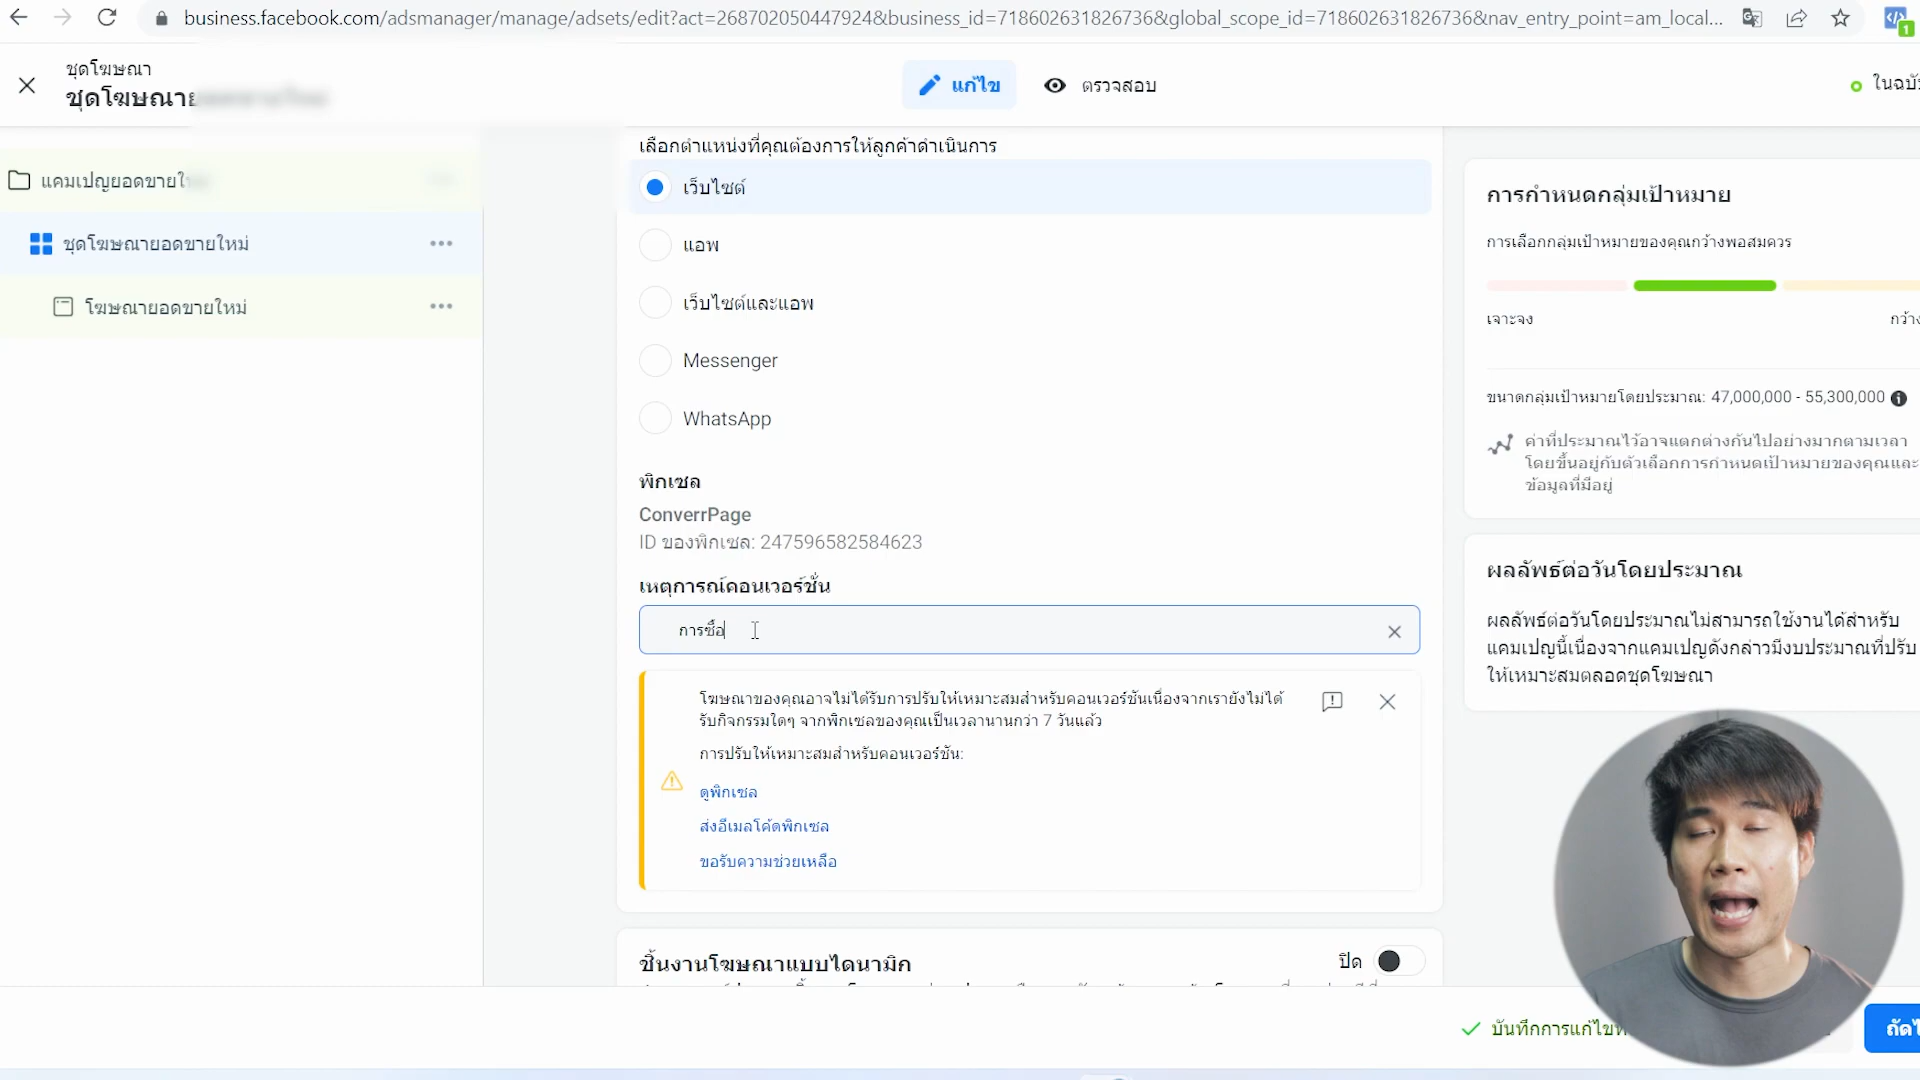 business.facebook.com/adsmanager/manage/adsets/edit?act=268702050447924&business_id=718602631826736&global_scope_id=718602631826736&nav_entry_point=am_local...
1
ชุดโฆษณา
ชุดโฆษณา
แก้ไข
ตรวจสอบ
แคมเปญยอดขาย
ชุดโฆษณายอดขายใหม่
โฆษณายอดขายใหม่
เลือกตำแหน่งที่คุณต้องการให้ลูกค้าดำเนินการ
เว็บไซต์
แอพ
เว็บไซต์และแอพ
Messenger
WhatsApp
พิกเซล
ConverrPage
ID ของพิกเซล: 247596582584623
เหตุการณ์คอนเวอร์ชั่น
การซื้อ
โฆษณาของคุณอาจไม่ได้รับการปรับให้เหมาะสมสำหรับคอนเวอร์ชันเนื่องจากเรายังไม่ได้
รับกิจกรรมใดๆ จากพิกเซลของคุณเป็นเวลานานกว่า 7 วันแล้ว
การปรับให้เหมาะสมสำหรับคอนเวอร์ชัน:
ดูพิกเซล
ส่งอีเมลโค้ดพิกเซล
ขอรับความช่วยเหลือ
ชิ้นงานโฆษณาแบบไดนามิก
ปิด
การกำหนดกลุ่มเป้าหมาย
การเลือกกลุ่มเป้าหมายของคุณกว้างพอสมควร
เจาะจง
กว้าง
ขนาดกลุ่มเป้าหมายโดยประมาณ: 47,000,000 - 55,300,000
ค่าที่ประมาณไว้อาจแตกต่างกันไปอย่างมากตามเวลา
โดยขึ้นอยู่กับตัวเลือกการกำหนดเป้าหมายของคุณและ
ข้อมูลที่มีอยู่
ผลลัพธ์ต่อวันโดยประมาณ
ผลลัพธ์ต่อวันโดยประมาณไม่สามารถใช้งานได้สำหรับ
แคมเปญนี้เนื่องจากแคมเปญดังกล่าวมีงบประมาณที่ปรับ
ให้เหมาะสมตลอดชุดโฆษณา
บันทึกการแก้ไข